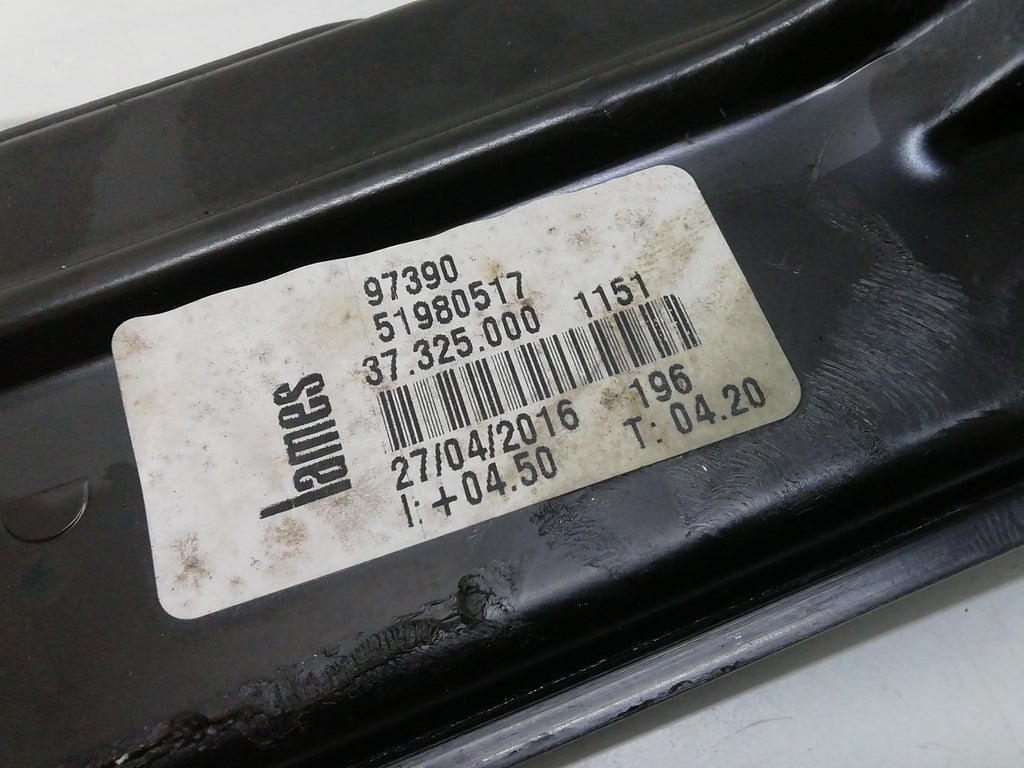 lames
97390
51980517
37.325.000 1151
27/04/2016 196
I: +04.50 T: 04.20